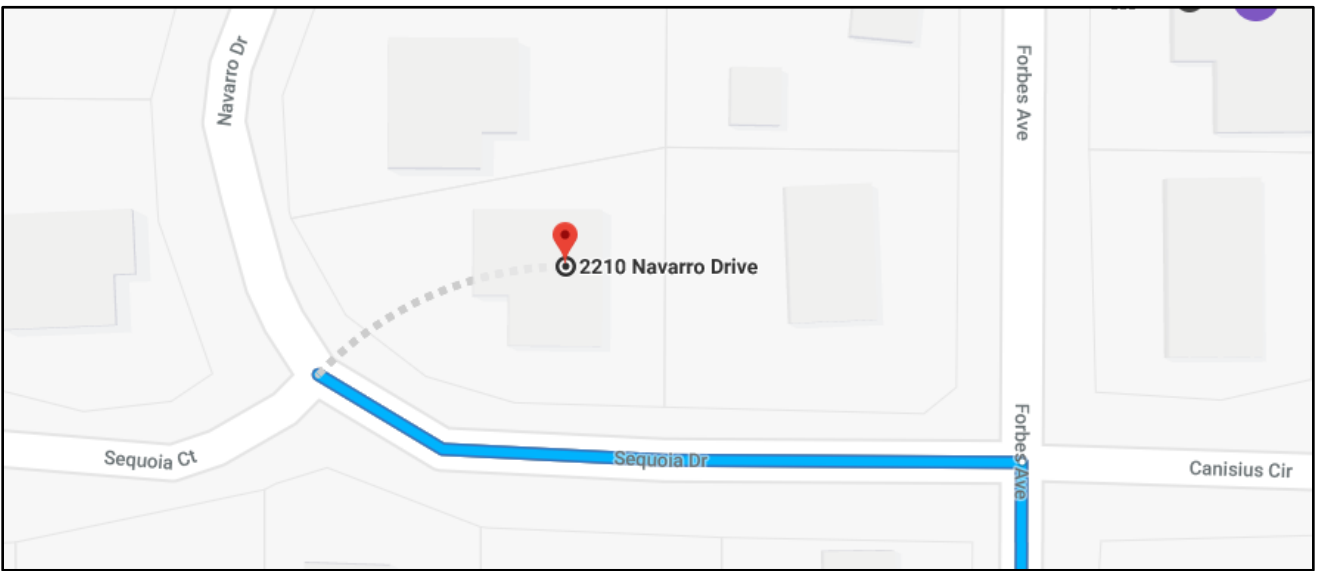 Navarro Dr
Forbes Ave
2210 Navarro Drive
Sequoia Ct
Sequoia Dr
Forbes Ave
Canisius Cir